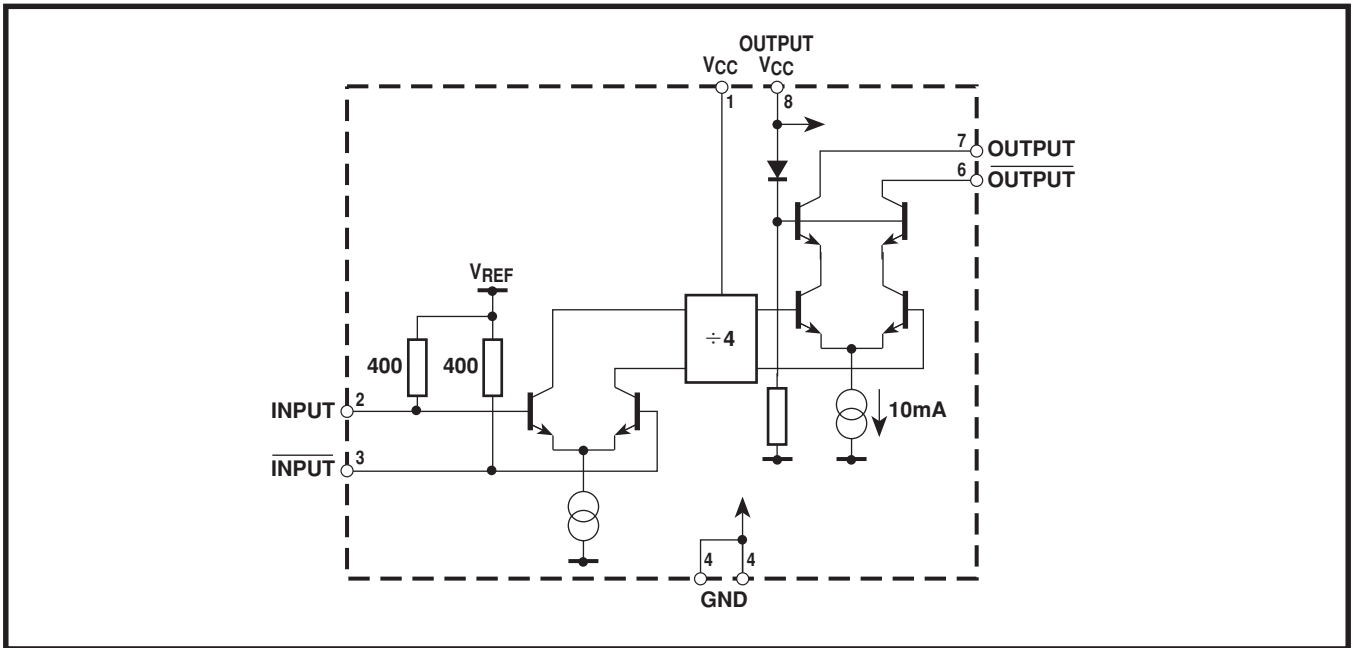 OUTPUT
VCC VCC
1 8
7 OUTPUT
6 OUTPUT
VREF
÷4
400 400
INPUT 2
10mA
INPUT 3
4 4
GND